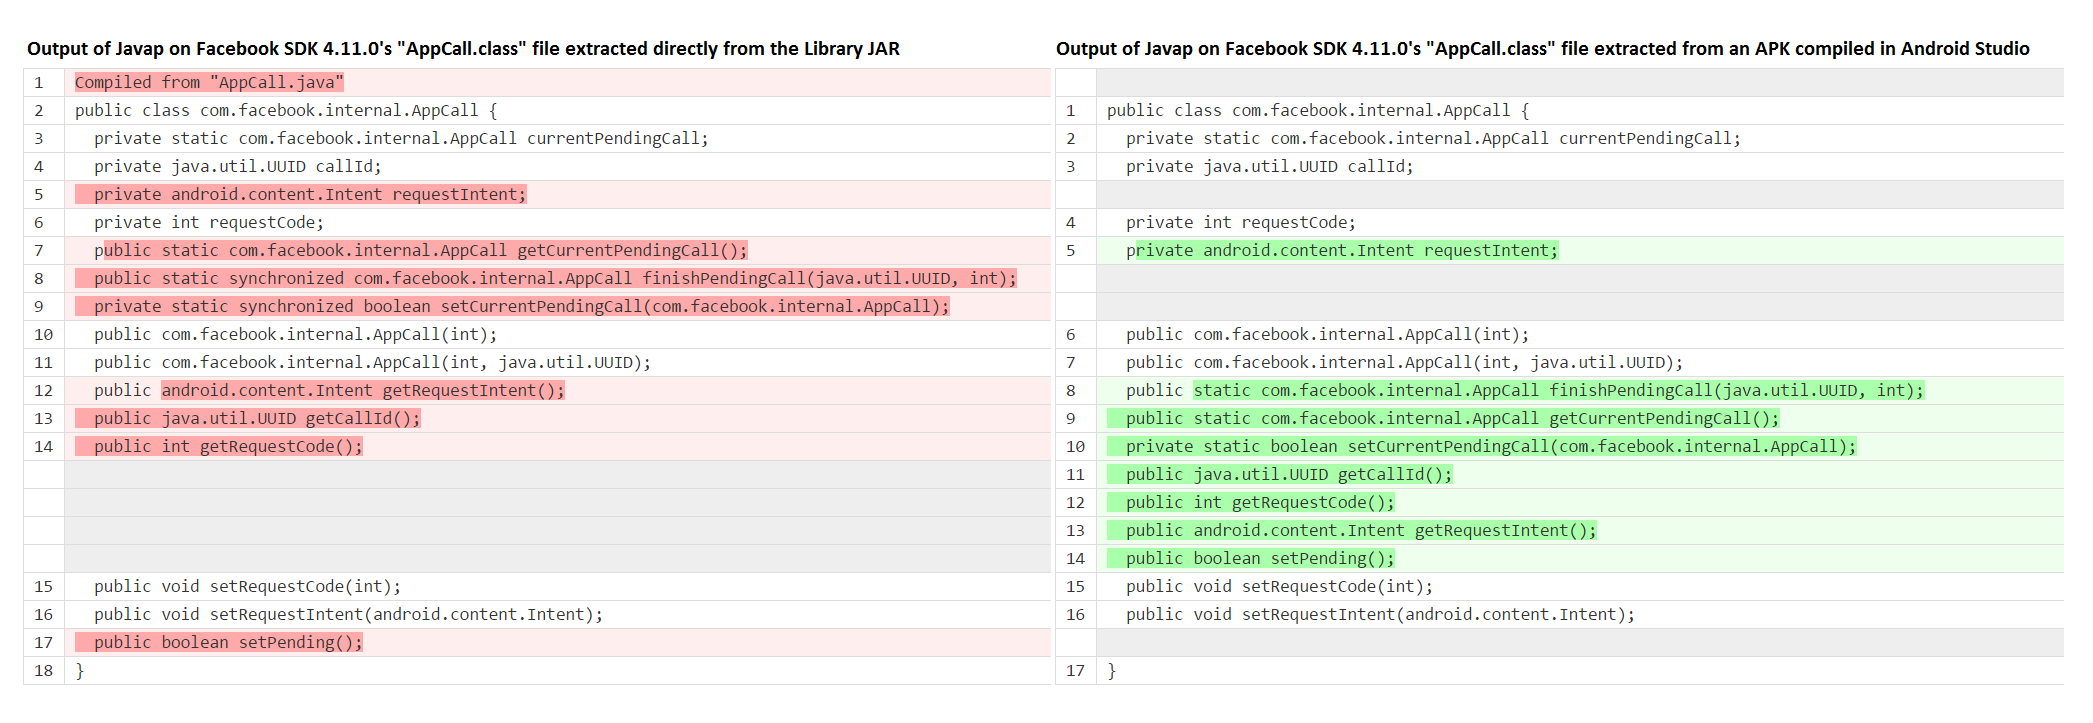 Output of Javap on Facebook SDK 4.11.0's "AppCall.class" file extracted directly from the Library JAR
1 Compiled from "AppCall.java"
2 public class com.facebook.internal.AppCall {
3 private static com.facebook.internal.AppCall currentPendingCall;
4 private java.util.UUID callId;
5 private android.content.Intent requestIntent;
6 private int requestCode;
7 public static com.facebook.internal.AppCall getCurrentPendingCall();
8 public static synchronized com.facebook.internal.AppCall finishPendingCall(java.util.UUID, int);
9 private static synchronized boolean setCurrentPendingCall(com.facebook.internal.AppCall);
10 public com.facebook.internal.AppCall(int);
11 public com.facebook.internal.AppCall(int, java.util.UUID);
12 public android.content.Intent getRequestIntent();
13 public java.util.UUID getCallId();
14 public int getRequestCode();
15 public void setRequestCode(int);
16 public void setRequestIntent(android.content.Intent);
17 public boolean setPending();
18 }
Output of Javap on Facebook SDK 4.11.0's "AppCall.class" file extracted from an APK compiled in Android Studio
1 public class com.facebook.internal.AppCall {
2 private static com.facebook.internal.AppCall currentPendingCall;
3 private java.util.UUID callId;
4 private int requestCode;
5 private android.content.Intent requestIntent;
6 public com.facebook.internal.AppCall(int);
7 public com.facebook.internal.AppCall(int, java.util.UUID);
8 public static com.facebook.internal.AppCall finishPendingCall(java.util.UUID, int);
9 public static com.facebook.internal.AppCall getCurrentPendingCall();
10 private static boolean setCurrentPendingCall(com.facebook.internal.AppCall);
11 public java.util.UUID getCallId();
12 public int getRequestCode();
13 public android.content.Intent getRequestIntent();
14 public boolean setPending();
15 public void setRequestCode(int);
16 public void setRequestIntent(android.content.Intent);
17 }